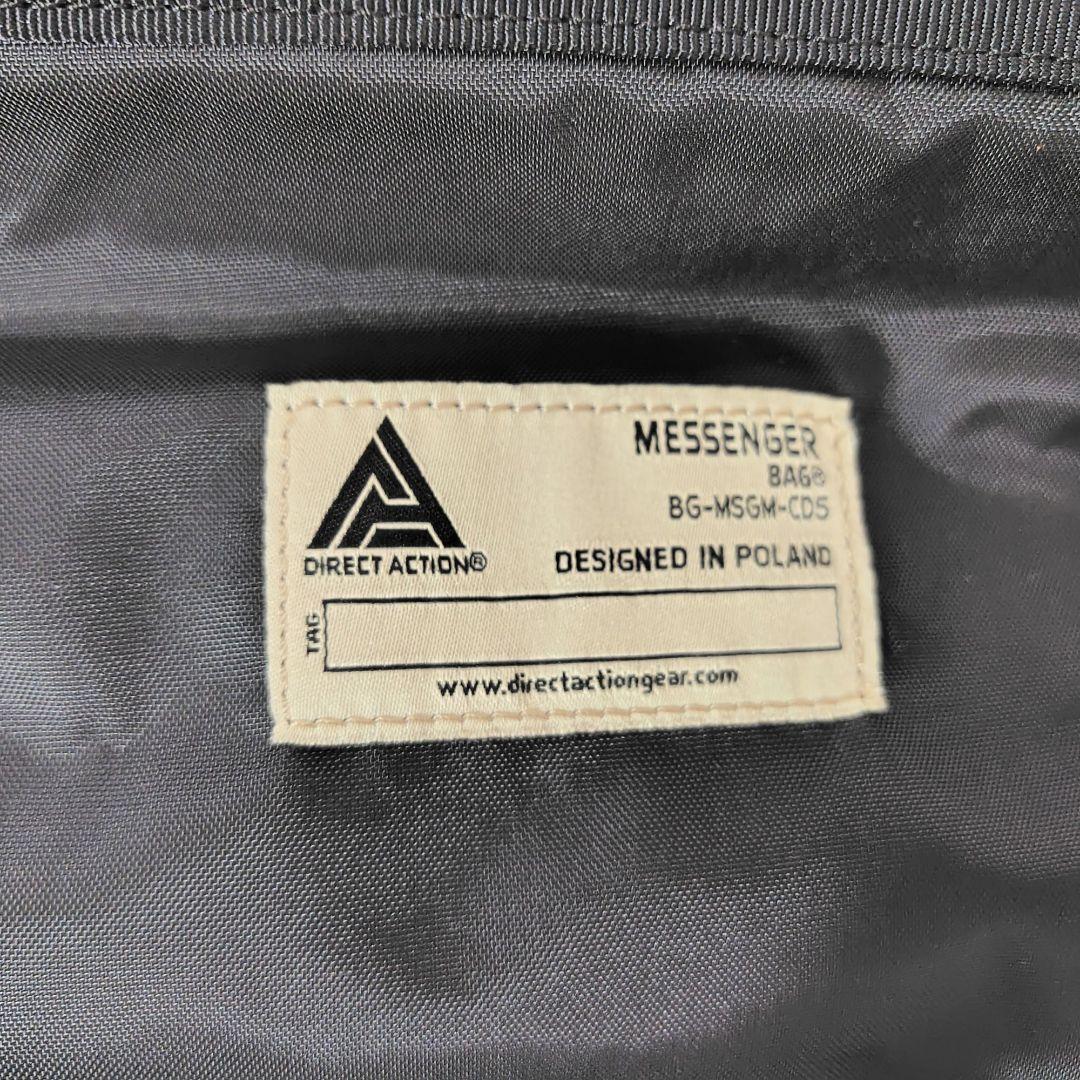 MESSENGER
BAG®
BG-MSGM-CD5
DIRECT ACTION®
DESIGNED IN POLAND
TAG
www.directactiongear.com